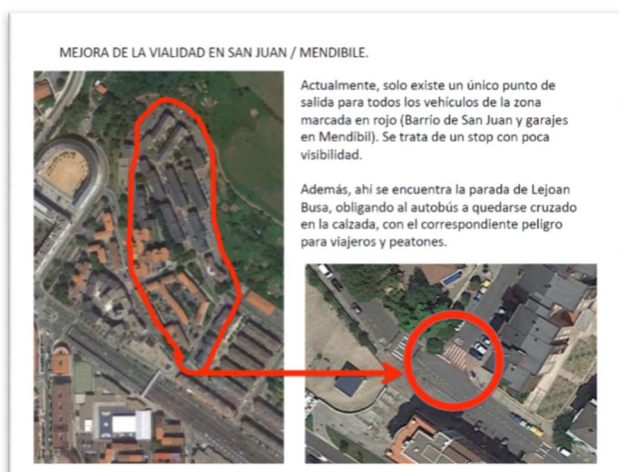 MEJORA DE LA VIALIDAD EN SAN JUAN / MENDIBILE.
Actualmente, solo existe un único punto de
salida para todos los vehículos de la zona
marcada en rojo (Barrio de San Juan y garajes
en Mendibil). Se trata de un stop con poca
visibilidad.
Además, ahí se encuentra la parada de Lejoan
Busa, obligando al autobús a quedarse cruzado
en la calzada, con el correspondiente peligro
para viajeros y peatones.